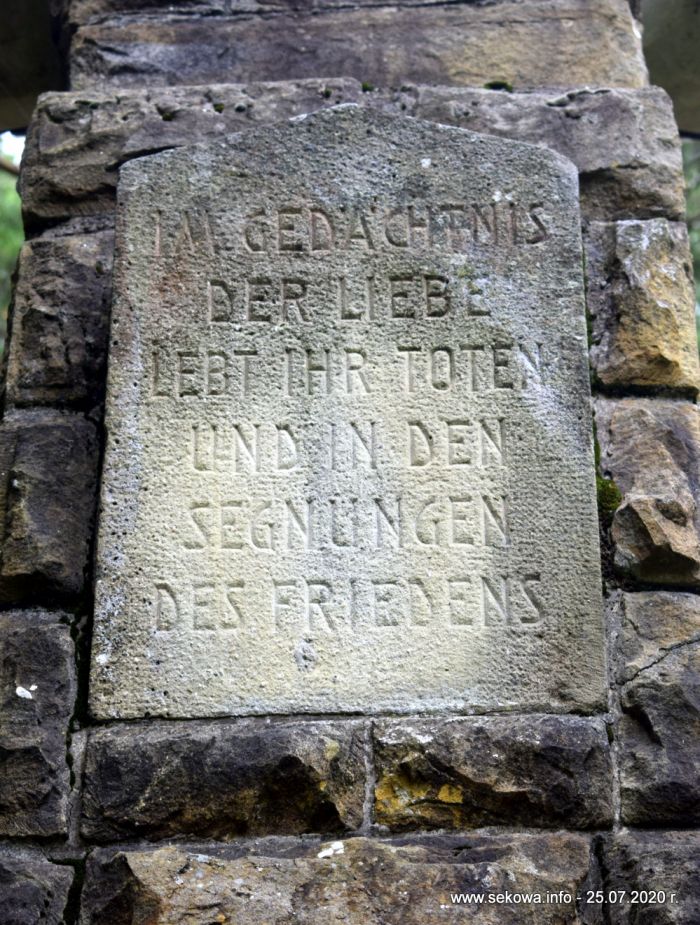 IM GEDÄCHTNIS
DER LIEBE
LEBT IHR TOTEN
UND IN DEN
SEGNUNGEN
DES FRIEDENS
www.sekowa.info - 25.07.2020 r.